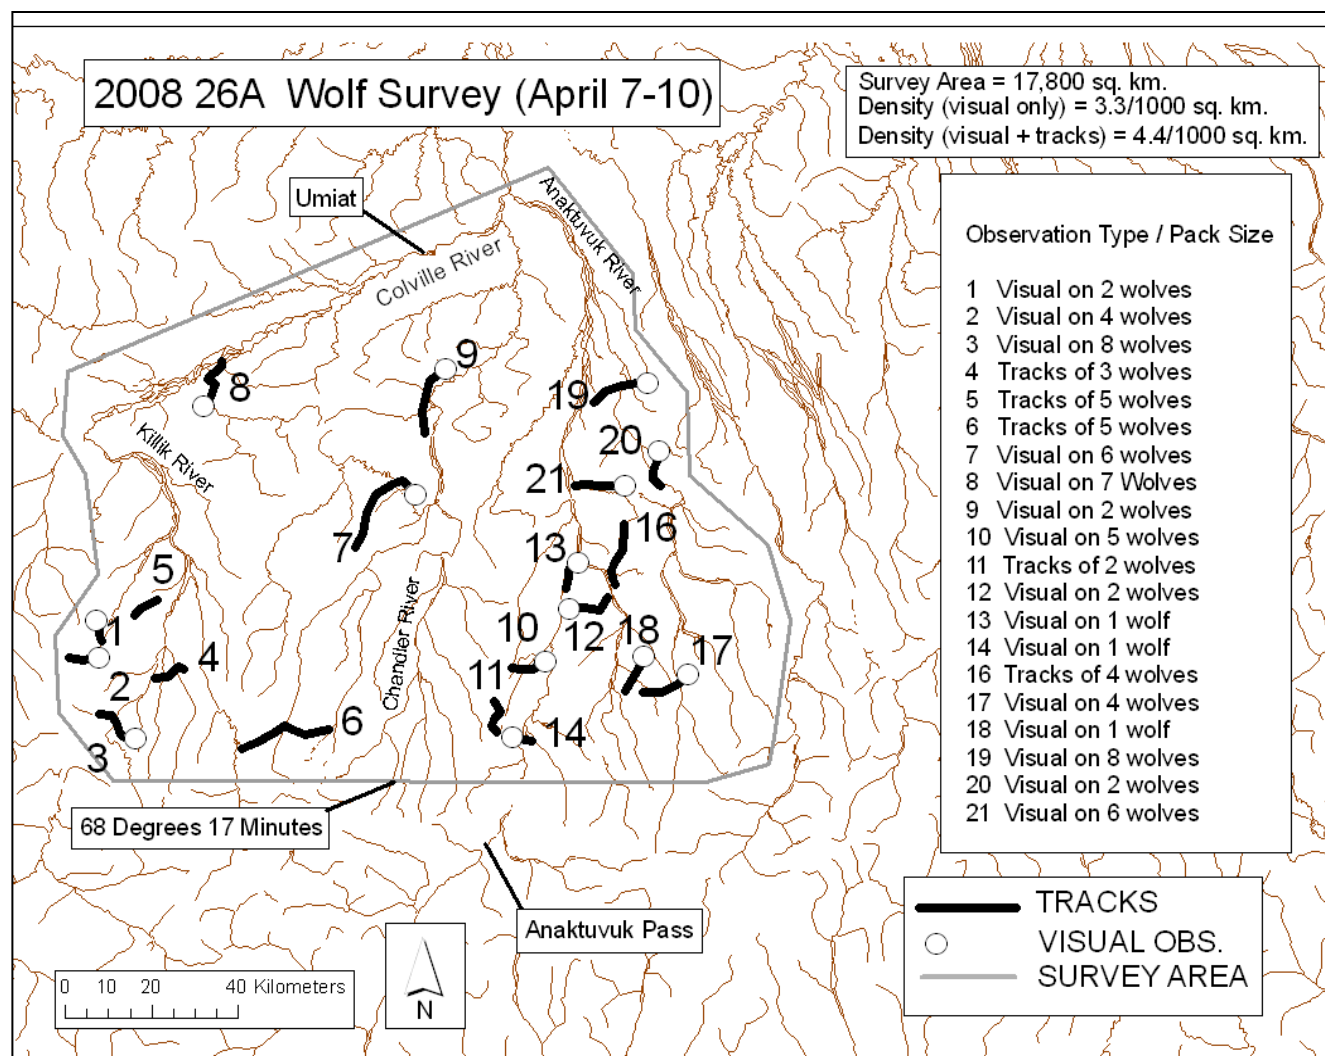 2008 26A  Wolf Survey (April 7-10)
Survey Area = 17,800 sq. km.
Density (visual only) = 3.3/1000 sq. km.
Density (visual + tracks) = 4.4/1000 sq. km.
Umiat
Anaktuvuk River
Colville River
Killik River
Chandler River
8
9
19
20
21
7
16
13
5
12
10
18
17
1
4
2
11
6
14
3
68 Degrees 17 Minutes
Anaktuvuk Pass
Observation Type / Pack Size
1 Visual on 2 wolves
2 Visual on 4 wolves
3 Visual on 8 wolves
4 Tracks of 3 wolves
5 Tracks of 5 wolves
6 Tracks of 5 wolves
7 Visual on 6 wolves
8 Visual on 7 Wolves
9 Visual on 2 wolves
10 Visual on 5 wolves
11 Tracks of 2 wolves
12 Visual on 2 wolves
13 Visual on 1 wolf
14 Visual on 1 wolf
16 Tracks of 4 wolves
17 Visual on 4 wolves
18 Visual on 1 wolf
19 Visual on 8 wolves
20 Visual on 2 wolves
21 Visual on 6 wolves
TRACKS
VISUAL OBS.
SURVEY AREA
0 10 20 40 Kilometers
N